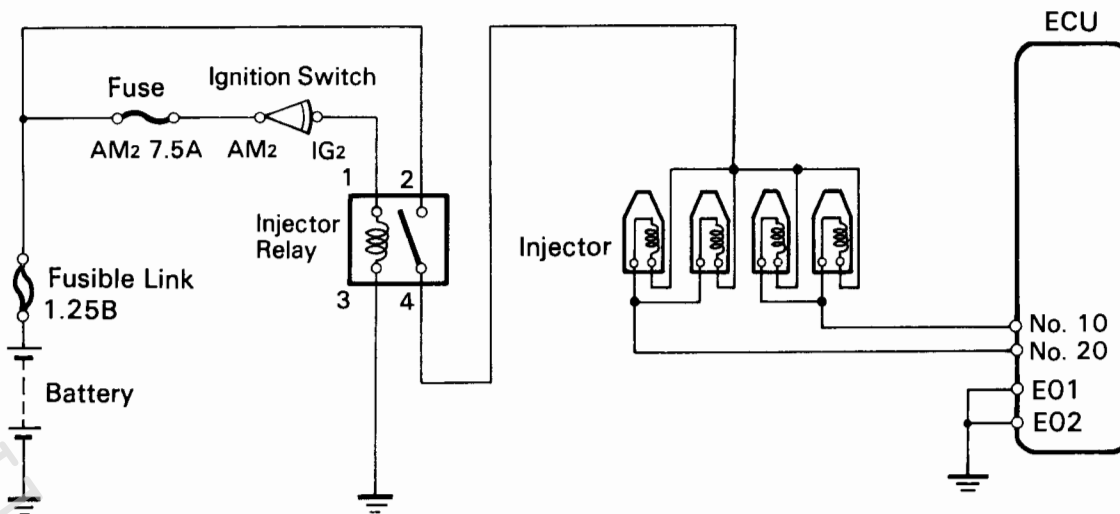 ECU
Ignition Switch
Fuse
AM2 7.5A
AM2
IG2
1
2
Injector Relay
3
4
Fusible Link
1.25B
Battery
Injector
No. 10
No. 20
E01
E02